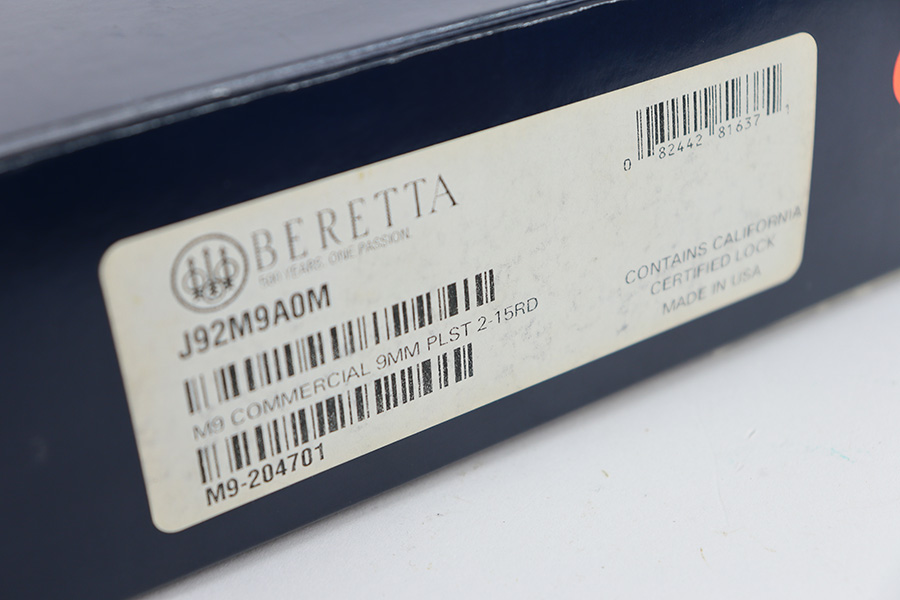 BERETTA
500 YEARS. ONE PASSION.
J92M9A0M
M9 COMMERCIAL 9MM PLST 2-15RD
M9-204701
0 82442 81637 1
CONTAINS CALIFORNIA
CERTIFIED LOCK
MADE IN USA